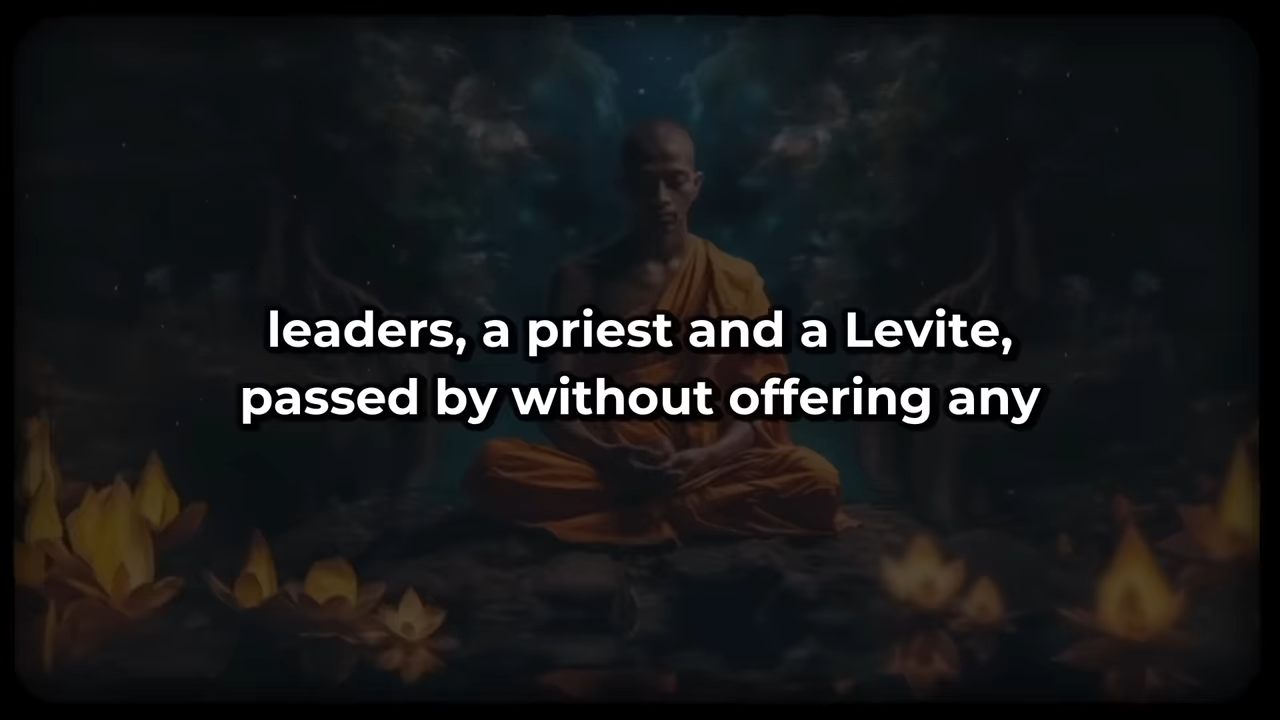 leaders, a priest and a Levite,
passed by without offering any